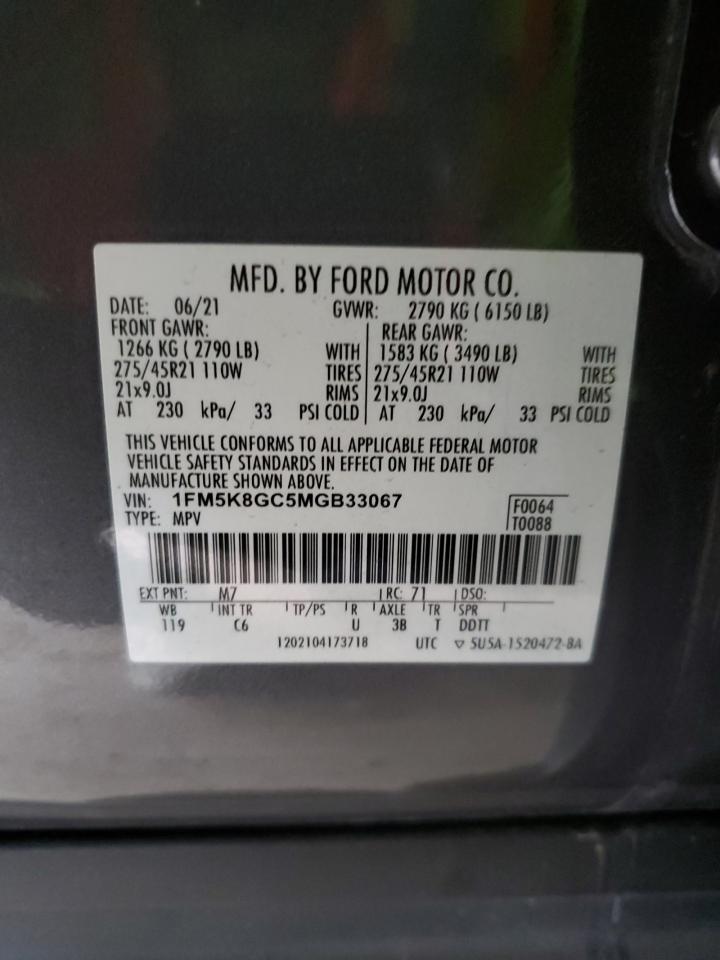 MFD. BY FORD MOTOR CO.
DATE: 06/21 GVWR: 2790 KG ( 6150 LB)
FRONT GAWR: REAR GAWR:
1266 KG ( 2790 LB) WITH 1583 KG ( 3490 LB) WITH
275/45R21 110W TIRES 275/45R21 110W TIRES
21x9.0J RIMS 21x9.0J RIMS
AT 230 kPa/ 33 PSI COLD AT 230 kPa/ 33 PSI COLD
THIS VEHICLE CONFORMS TO ALL APPLICABLE FEDERAL MOTOR
VEHICLE SAFETY STANDARDS IN EFFECT ON THE DATE OF
MANUFACTURE SHOWN ABOVE.
VIN: 1FM5K8GC5MGB33067 F0064
TYPE: MPV T0088
EXT PNT: M7 RC: 71 DSO:
WB INT TR TP/PS R AXLE TR SPR
119 C6 U 3B T DDTT
1202104173718 UTC ▽ 5U5A-1520472-BA